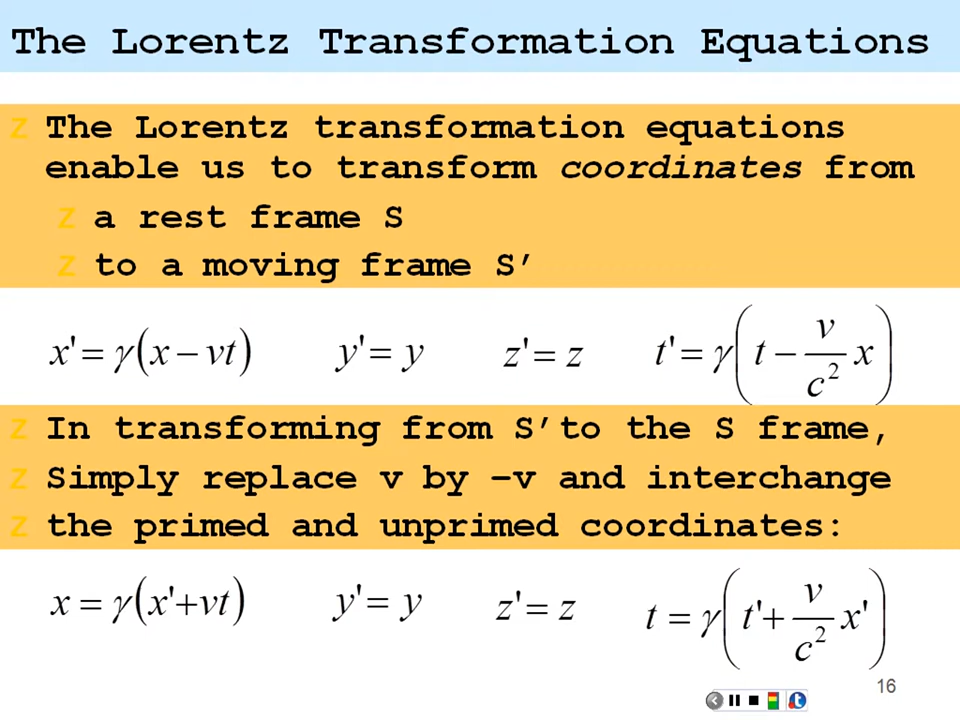 The Lorentz Transformation Equations
Z The Lorentz transformation equations
enable us to transform coordinates from
Z a rest frame S
Z to a moving frame S’
x' = γ(x − vt) y' = y z' = z t' = γ(t − v/c² x)
Z In transforming from S’to the S frame,
Z Simply replace v by –v and interchange
Z the primed and unprimed coordinates:
x = γ(x'+vt) y' = y z' = z t = γ(t'+ v/c² x')
16